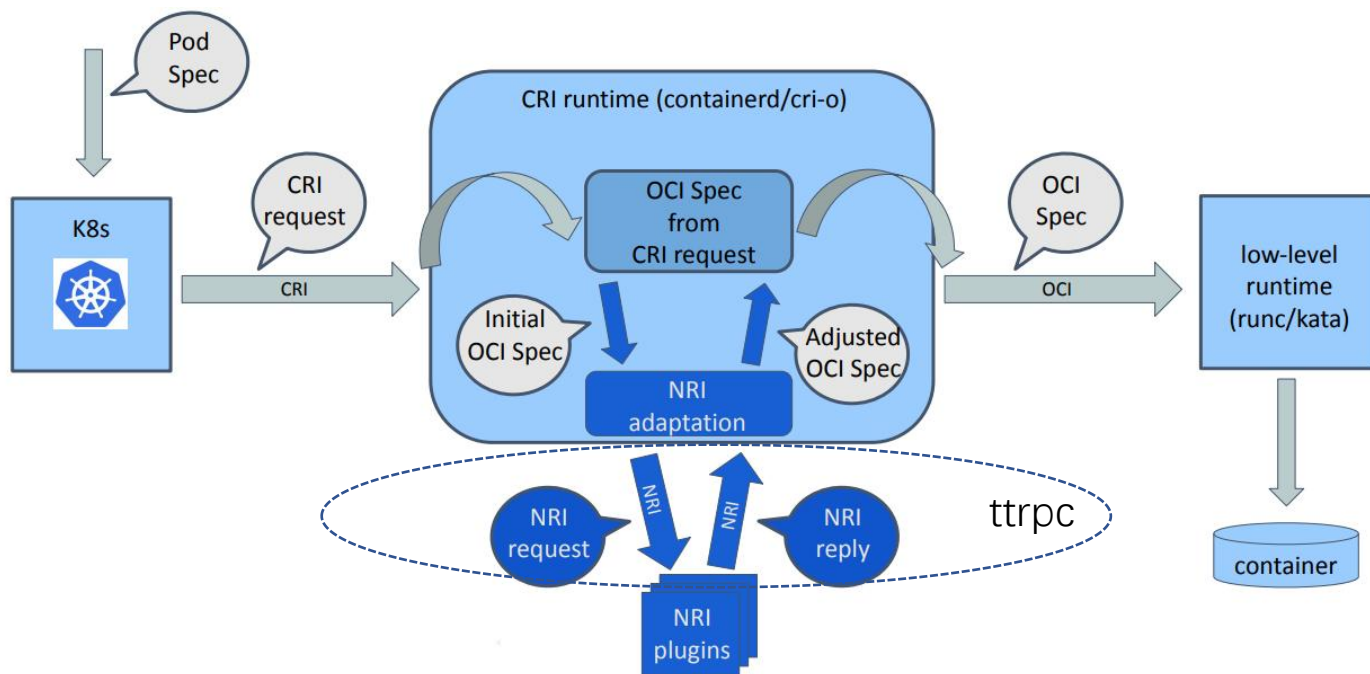 Pod
Spec
K8s
CRI
request
CRI
CRI runtime (containerd/cri-o)
OCI Spec
from
CRI request
Initial
OCI Spec
Adjusted
OCI Spec
NRI
adaptation
OCI
Spec
OCI
low-level
runtime
(runc/kata)
container
NRI
request
NRI
NRI
NRI
reply
ttrpc
NRI
plugins